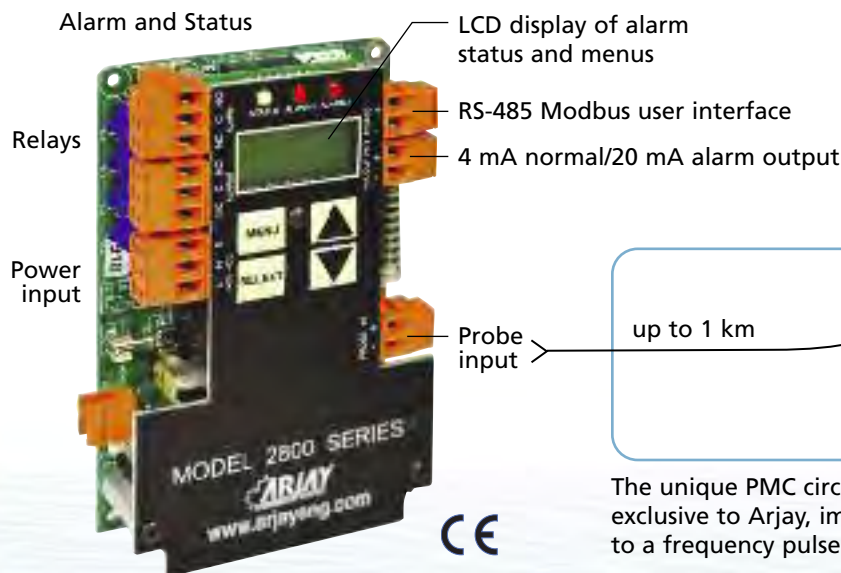 Alarm and Status
LCD display of alarm
status and menus
RS-485 Modbus user interface
4 mA normal/20 mA alarm output
Relays
Power
input
MENU
SELECT
Probe
input
up to 1 km
MODEL 2800 SERIES
ARJAY
www.arjayeng.com
CE
The unique PMC circ
exclusive to Arjay, im
to a frequency pulse